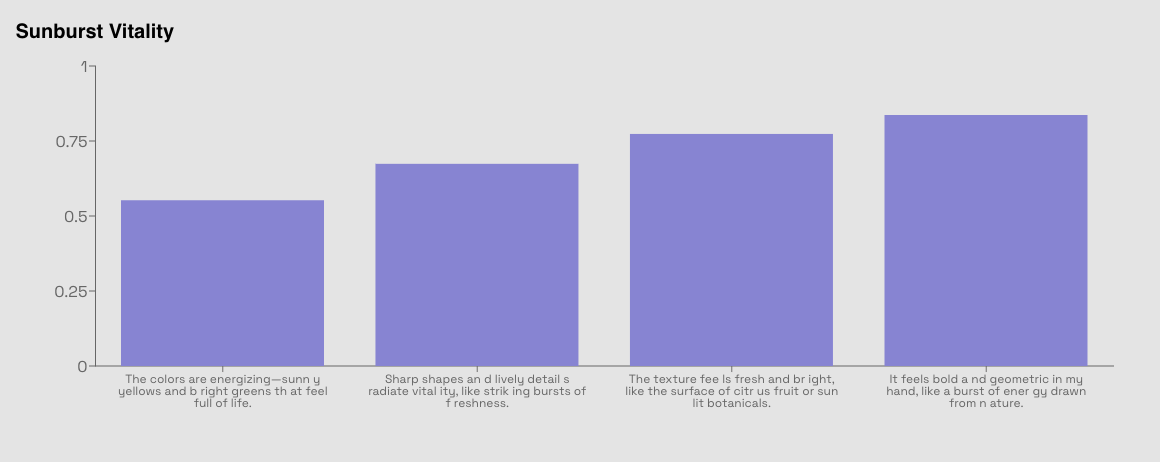 Sunburst Vitality
1
0.75
0.5
0.25
0
The colors are energizing—sunn y
yellows and b right greens th at feel
full of life.
Sharp shapes an d lively detail s
radiate vital ity, like strik ing bursts of
f reshness.
The texture fee ls fresh and br ight,
like the surface of citr us fruit or sun
lit botanicals.
It feels bold a nd geometric in my
hand, like a burst of ener gy drawn
from n ature.